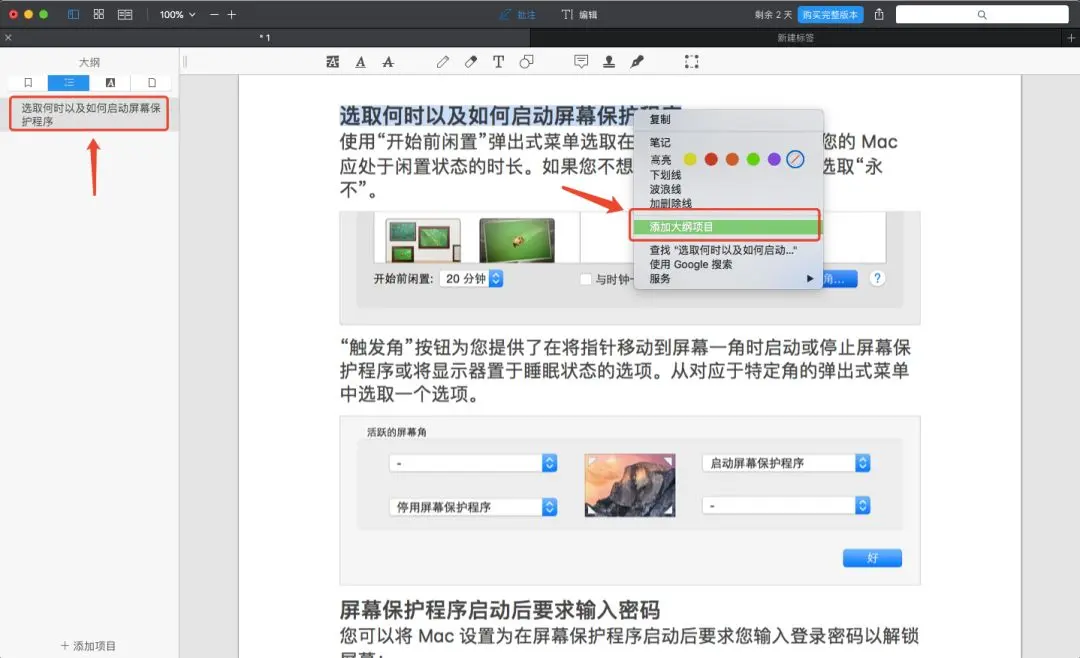 100%
批注
编辑
剩余 2 天
购买完整版本
* 1
新建标签
大纲
选取何时以及如何启动屏幕保
护程序
添加项目
选取何时以及如何启动屏幕保护程序
使用“开始前闲置”弹出式菜单选取在
您的 Mac
应处于闲置状态的时长。如果您不想
选取“永
不”。
复制
笔记
高亮
下划线
波浪线
加删除线
添加大纲项目
查找 "选取何时以及如何启动..."
使用 Google 搜索
服务
开始前闲置: 20 分钟
与时钟一
角...
?
“触发角”按钮为您提供了在将指针移动到屏幕一角时启动或停止屏幕保
护程序或将显示器置于睡眠状态的选项。从对应于特定角的弹出式菜单
中选取一个选项。
活跃的屏幕角
-
启动屏幕保护程序
停用屏幕保护程序
-
好
屏幕保护程序启动后要求输入密码
您可以将 Mac 设置为在屏幕保护程序启动后要求您输入登录密码以解锁
屏幕：